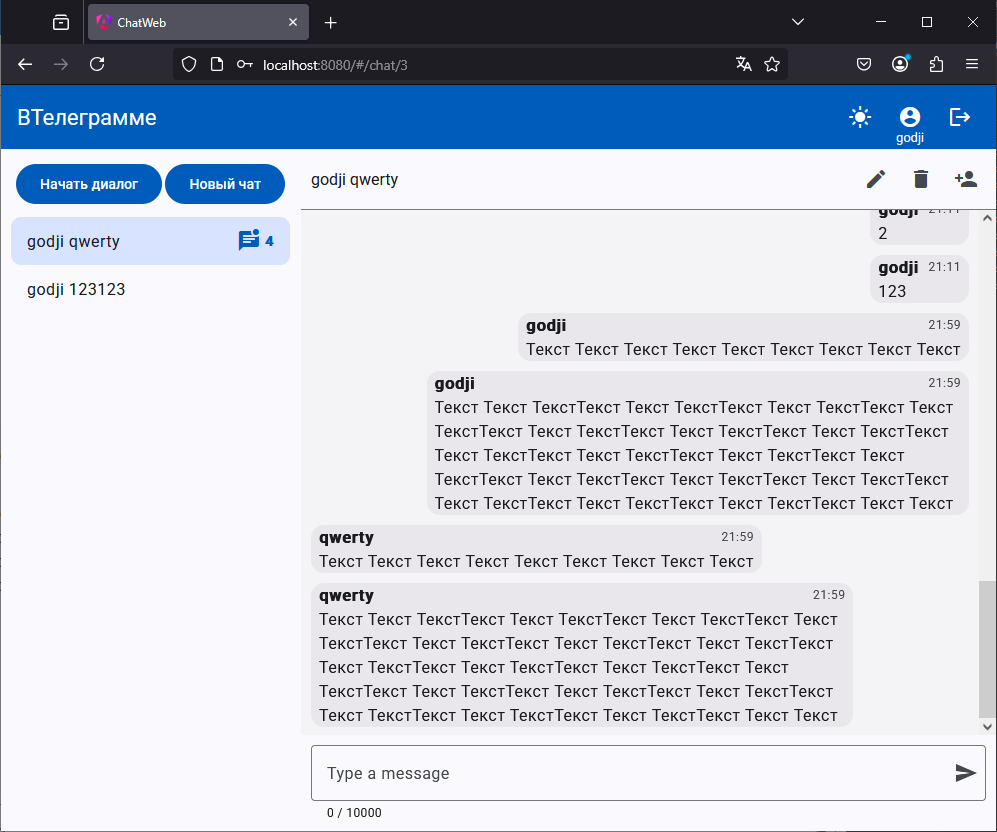 ChatWeb
localhost:8080/#/chat/3
ВТелеграмме
godji
Начать диалог
Новый чат
godji qwerty
4
godji 123123
godji qwerty
godji 21:11
2
godji 21:11
123
godji 21:59
Текст Текст Текст Текст Текст Текст Текст Текст Текст
godji 21:59
Текст Текст ТекстТекст Текст ТекстТекст Текст ТекстТекст Текст
ТекстТекст Текст ТекстТекст Текст ТекстТекст Текст ТекстТекст
Текст ТекстТекст Текст ТекстТекст Текст ТекстТекст Текст
ТекстТекст Текст ТекстТекст Текст ТекстТекст Текст ТекстТекст
Текст ТекстТекст Текст ТекстТекст Текст ТекстТекст Текст Текст
qwerty 21:59
Текст Текст Текст Текст Текст Текст Текст Текст Текст
qwerty 21:59
Текст Текст ТекстТекст Текст ТекстТекст Текст ТекстТекст Текст
ТекстТекст Текст ТекстТекст Текст ТекстТекст Текст ТекстТекст
Текст ТекстТекст Текст ТекстТекст Текст ТекстТекст Текст
ТекстТекст Текст ТекстТекст Текст ТекстТекст Текст ТекстТекст
Текст ТекстТекст Текст ТекстТекст Текст ТекстТекст Текст Текст
Type a message
0 / 10000